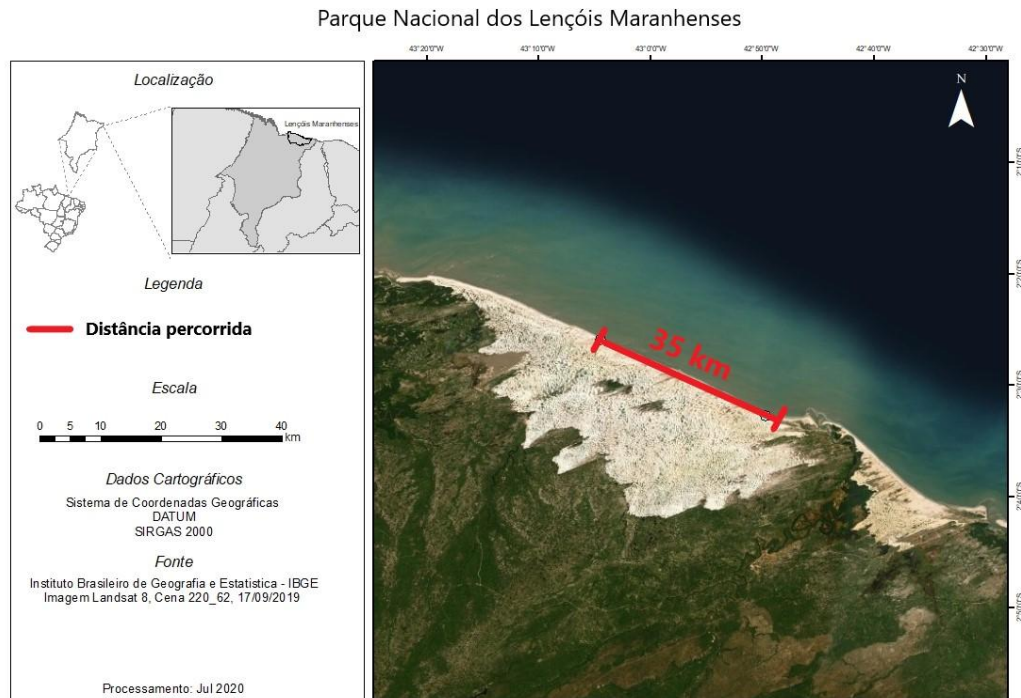 Parque Nacional dos Lençóis Maranhenses
43°20'0"W 43°10'0"W 43°0'0"W 42°50'0"W 42°40'0"W 42°30'0"W
Localização
Lençóis Maranhenses
N
Legenda
Distância percorrida
35 km
Escala
0 5 10 20 30 40
km
Dados Cartográficos
Sistema de Coordenadas Geográficas
DATUM
SIRGAS 2000
Fonte
Instituto Brasileiro de Geografia e Estatistica - IBGE
Imagem Landsat 8, Cena 220_62, 17/09/2019
Processamento: Jul 2020